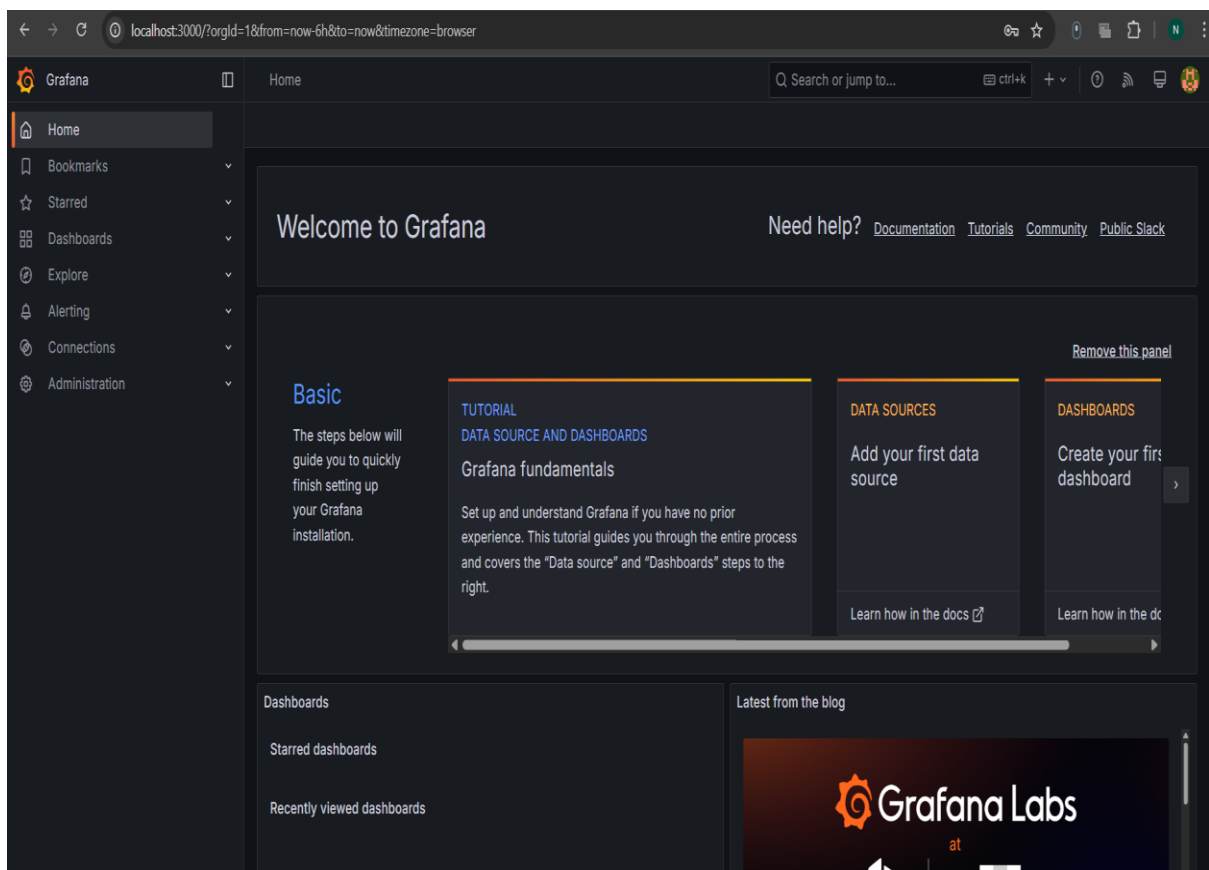 localhost:3000/?orgId=1&from=now-6h&to=now&timezone=browser
N
Grafana
Home
Search or jump to...
ctrl+k
Home
Bookmarks
Starred
Dashboards
Explore
Alerting
Connections
Administration
Welcome to Grafana
Need help? Documentation Tutorials Community Public Slack
Remove this panel
Basic
The steps below will
guide you to quickly
finish setting up
your Grafana
installation.
TUTORIAL
DATA SOURCE AND DASHBOARDS
Grafana fundamentals
Set up and understand Grafana if you have no prior
experience. This tutorial guides you through the entire process
and covers the “Data source” and “Dashboards” steps to the
right.
DATA SOURCES
Add your first data
source
Learn how in the docs
DASHBOARDS
Create your firs
dashboard
Learn how in the do
Dashboards
Starred dashboards
Recently viewed dashboards
Latest from the blog
Grafana Labs
at